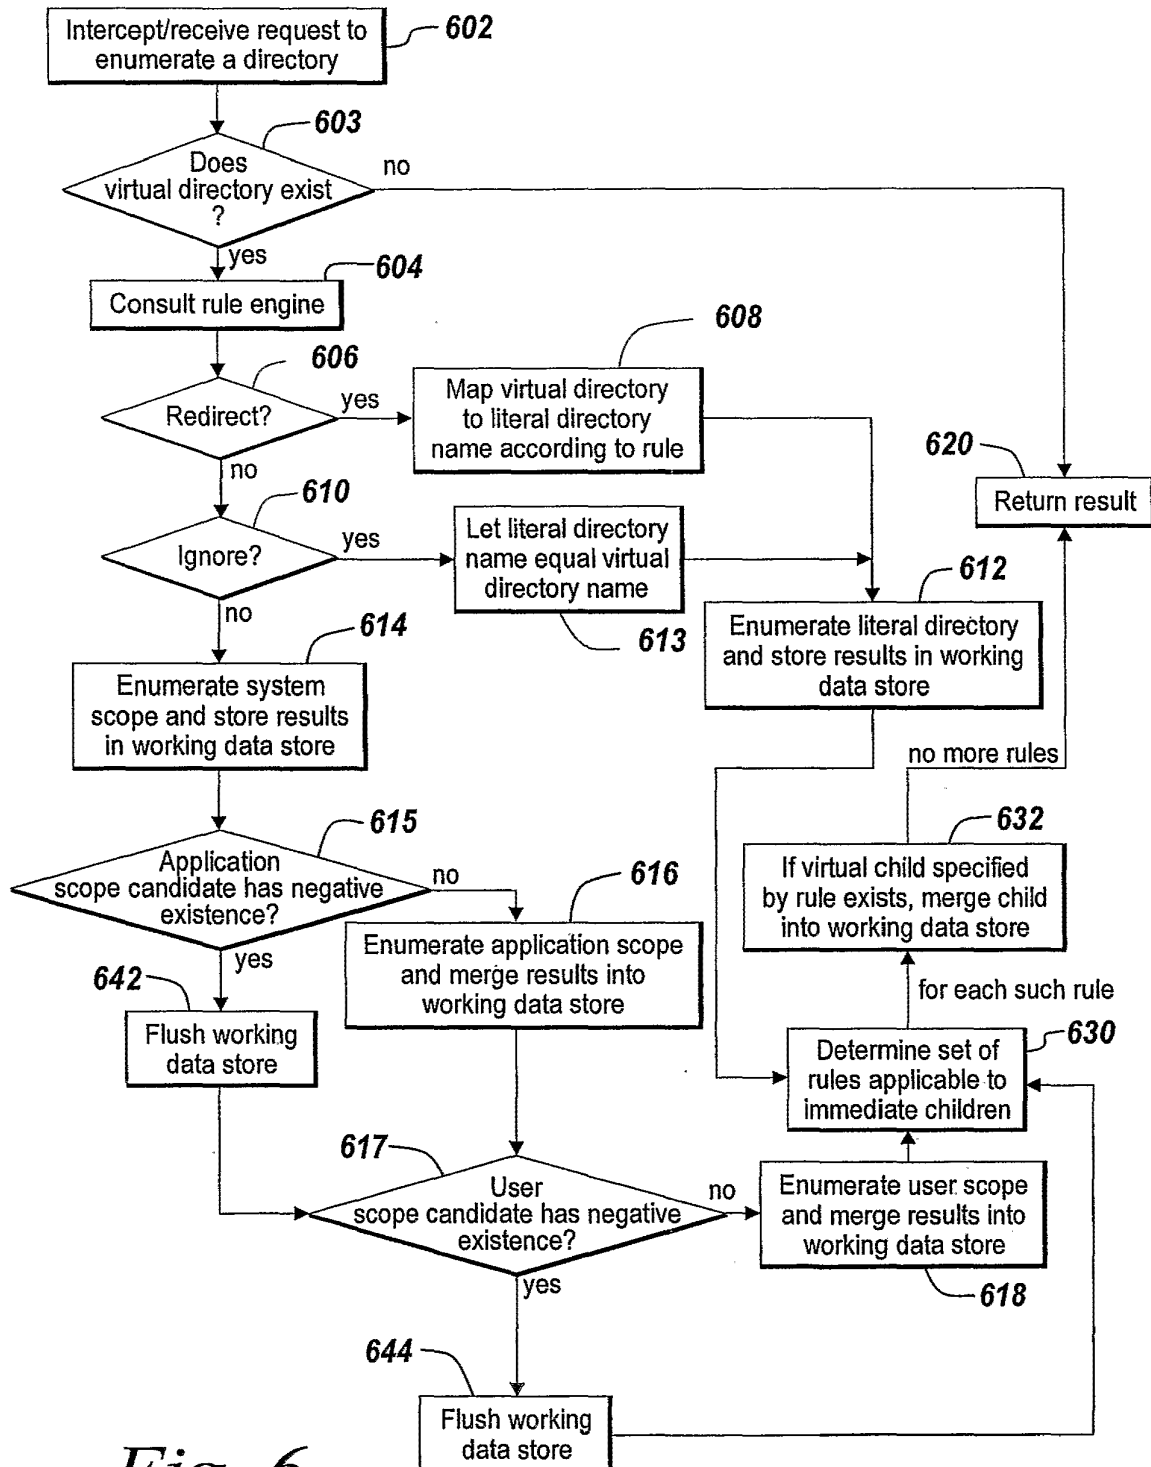 Intercept/receive request to
enumerate a directory
602
603
Does
virtual directory exist
?
no
yes
604
Consult rule engine
606
Redirect?
yes
no
608
Map virtual directory
to literal directory
name according to rule
620
Return result
610
Ignore?
yes
no
Let literal directory
name equal virtual
directory name
613
612
Enumerate literal directory
and store results in working
data store
614
Enumerate system
scope and store results
in working data store
no more rules
615
Application
scope candidate has negative
existence?
no
yes
616
Enumerate application scope
and merge results into
working data store
632
If virtual child specified
by rule exists, merge child
into working data store
for each such rule
642
Flush working
data store
630
Determine set of
rules applicable to
immediate children
617
User
scope candidate has negative
existence?
no
yes
Enumerate user scope
and merge results into
working data store
618
644
Flush working
data store
Fig. 6